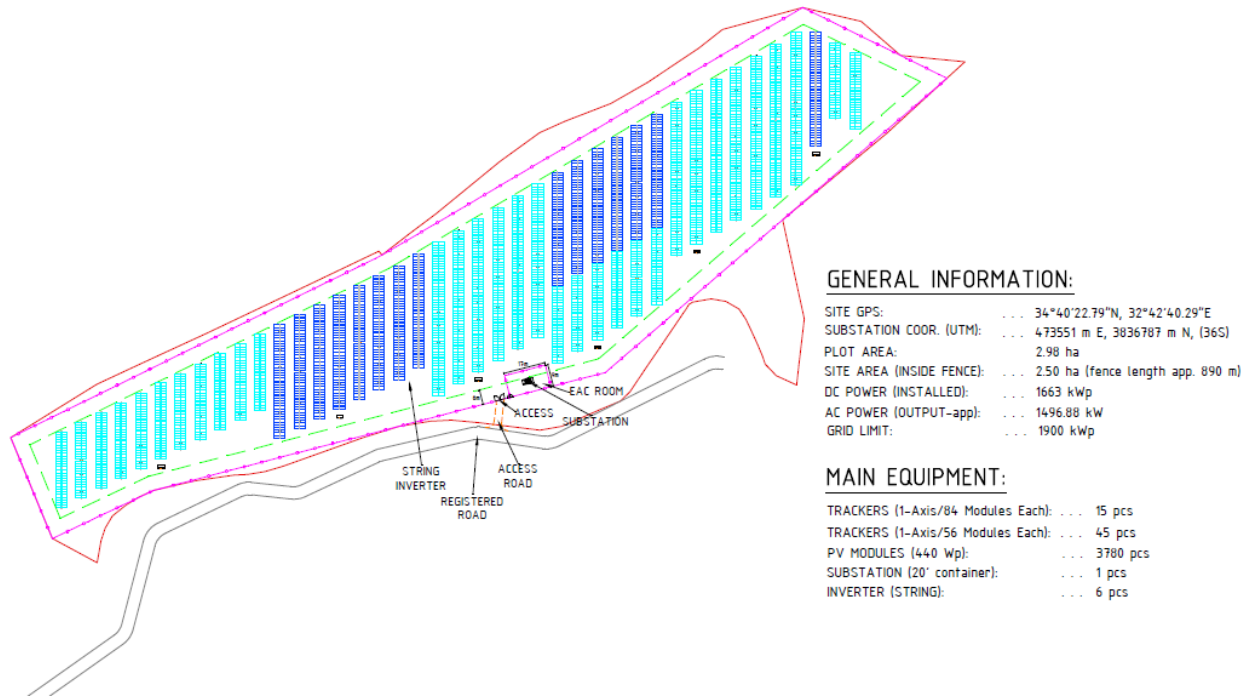 GENERAL INFORMATION:
SITE GPS: ... 34°40'22.79"N, 32°42'40.29"E
SUBSTATION COOR. (UTM): ... 473551 m E, 3836787 m N, (36S)
PLOT AREA: 2.98 ha
SITE AREA (INSIDE FENCE): ... 2.50 ha (fence length app. 890 m)
DC POWER (INSTALLED): ... 1663 kWp
AC POWER (OUTPUT-app): ... 1496.88 kW
GRID LIMIT: ... 1900 kWp
MAIN EQUIPMENT:
TRACKERS (1-Axis/84 Modules Each): ... 15 pcs
TRACKERS (1-Axis/56 Modules Each): ... 45 pcs
PV MODULES (440 Wp): ... 3780 pcs
SUBSTATION (20' container): ... 1 pcs
INVERTER (STRING): ... 6 pcs
EAC ROOM
ACCESS
SUBSTATION
STRING
INVERTER
ACCESS
ROAD
REGISTERED
ROAD